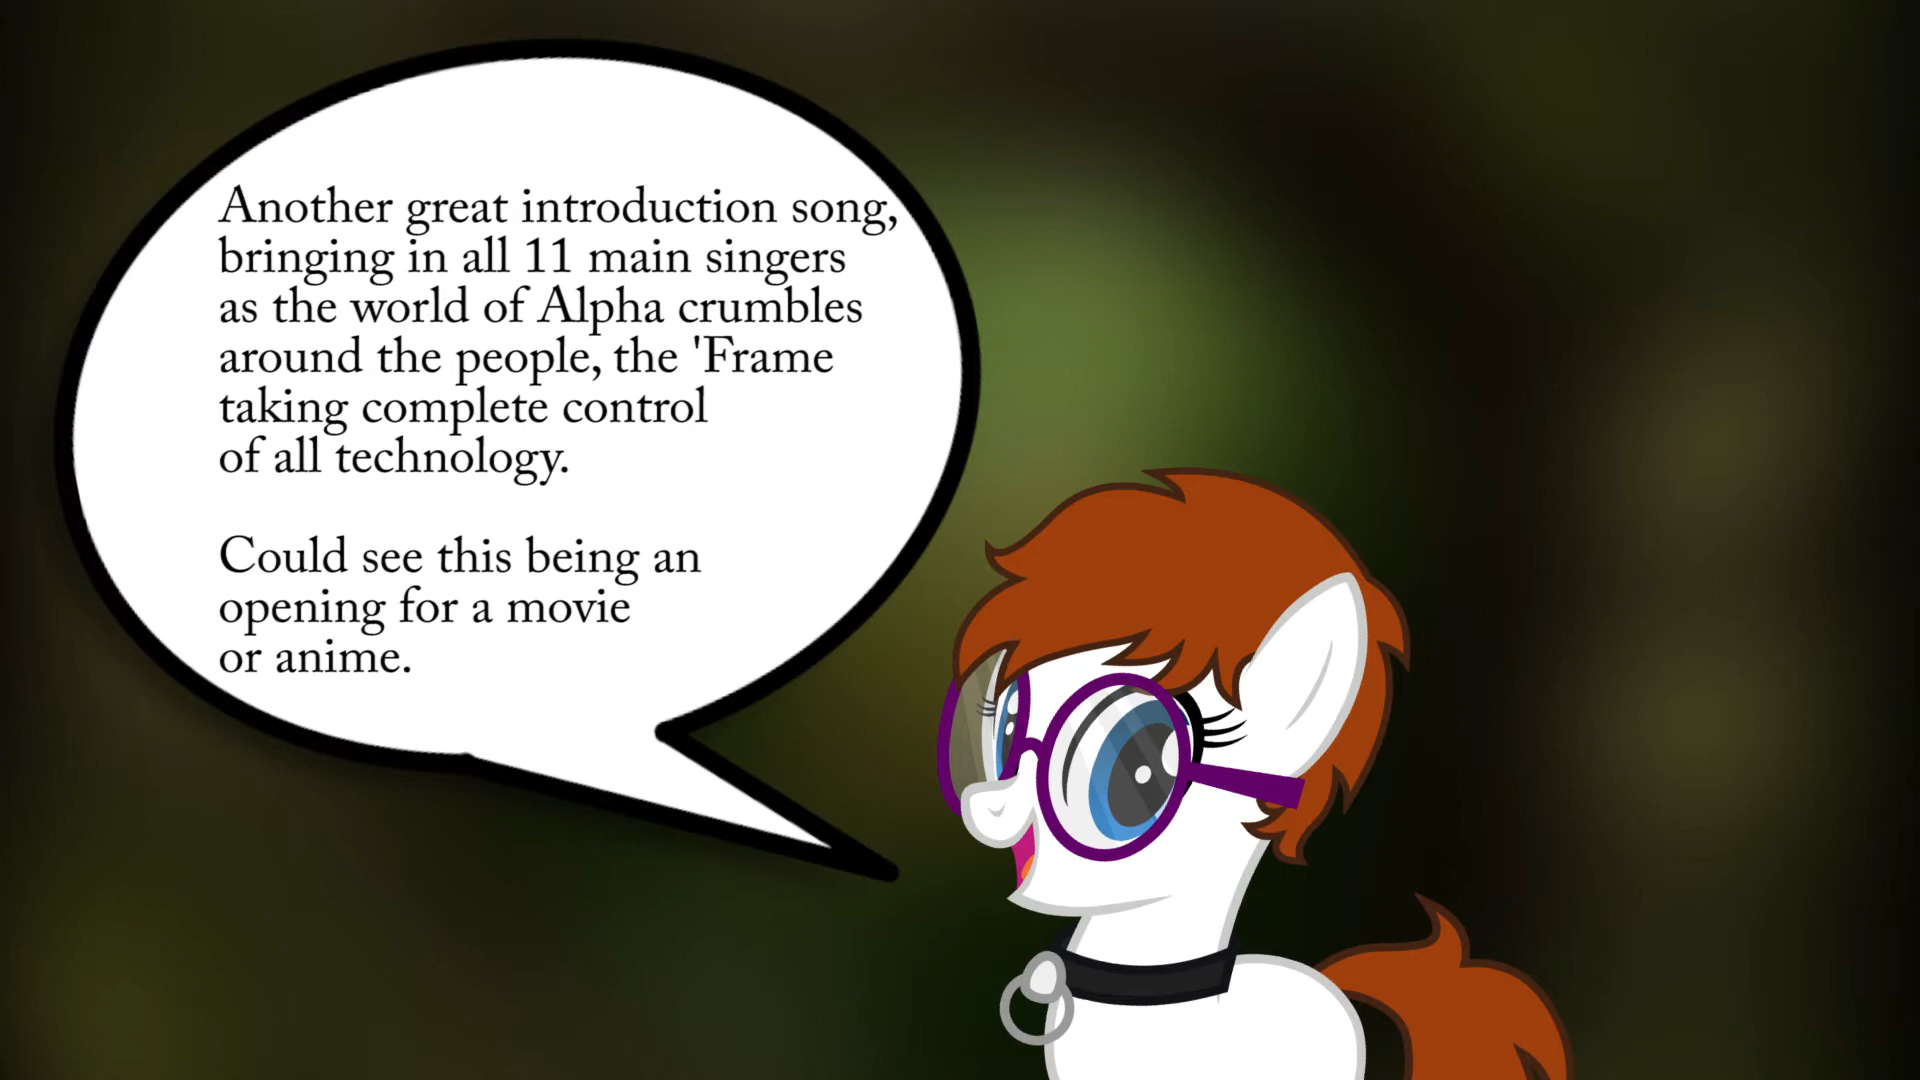 Another great introduction song,
bringing in all 11 main singers
as the world of Alpha crumbles
around the people, the 'Frame
taking complete control
of all technology.
Could see this being an
opening for a movie
or anime.